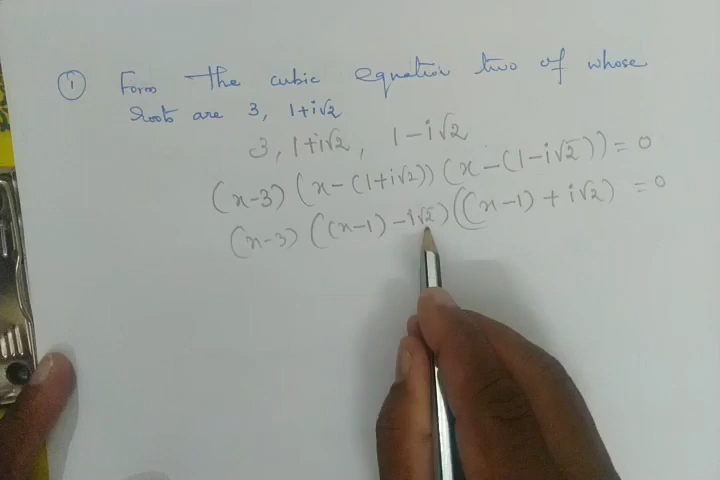 ① Form the cubic equation two of whose
roots are 3, 1+i√2
3, 1+i√2, 1-i√2
(x-3) (x-(1+i√2)) (x-(1-i√2)) = 0
(x-3) ((x-1) - i√2) ((x-1) + i√2) = 0